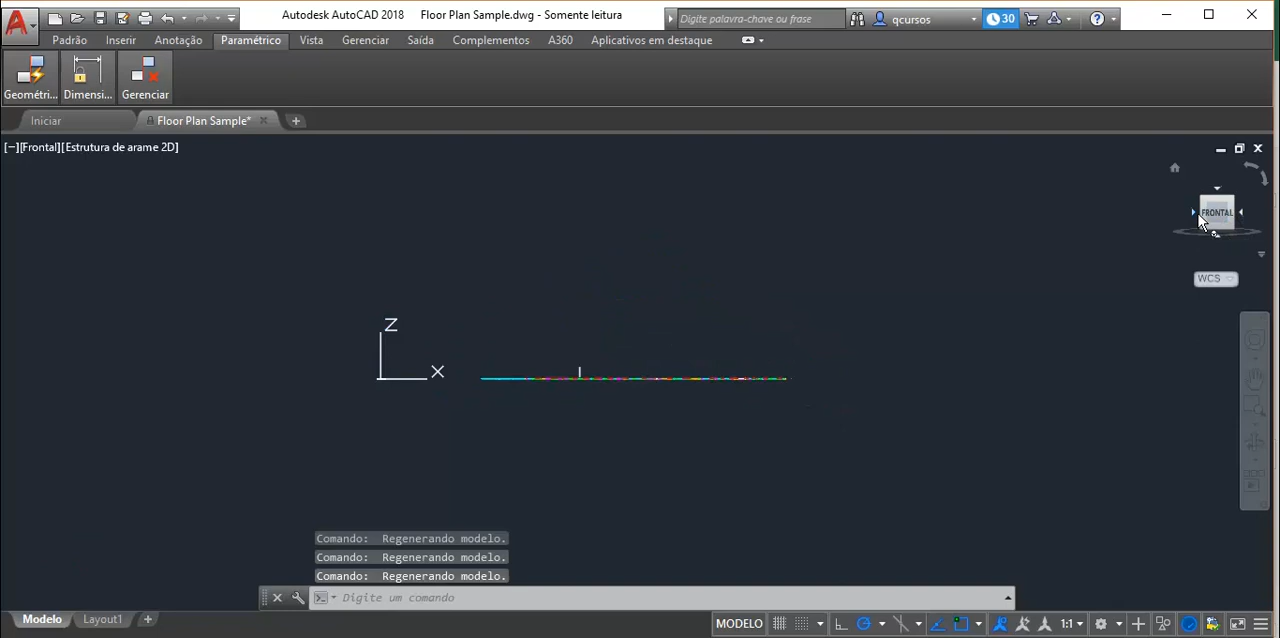 Autodesk AutoCAD 2018 Floor Plan Sample.dwg - Somente leitura
Digite palavra-chave ou frase
qcursos
30
Padrão Inserir Anotação Paramétrico Vista Gerenciar Saída Complementos A360 Aplicativos em destaque
Geométri... Dimensi... Gerenciar
Iniciar Floor Plan Sample*
[−][Frontal][Estrutura de arame 2D]
FRONTAL
WCS
Z
X
Comando: Regenerando modelo.
Comando: Regenerando modelo.
Comando: Regenerando modelo.
Digite um comando
Modelo Layout1
MODELO 1:1